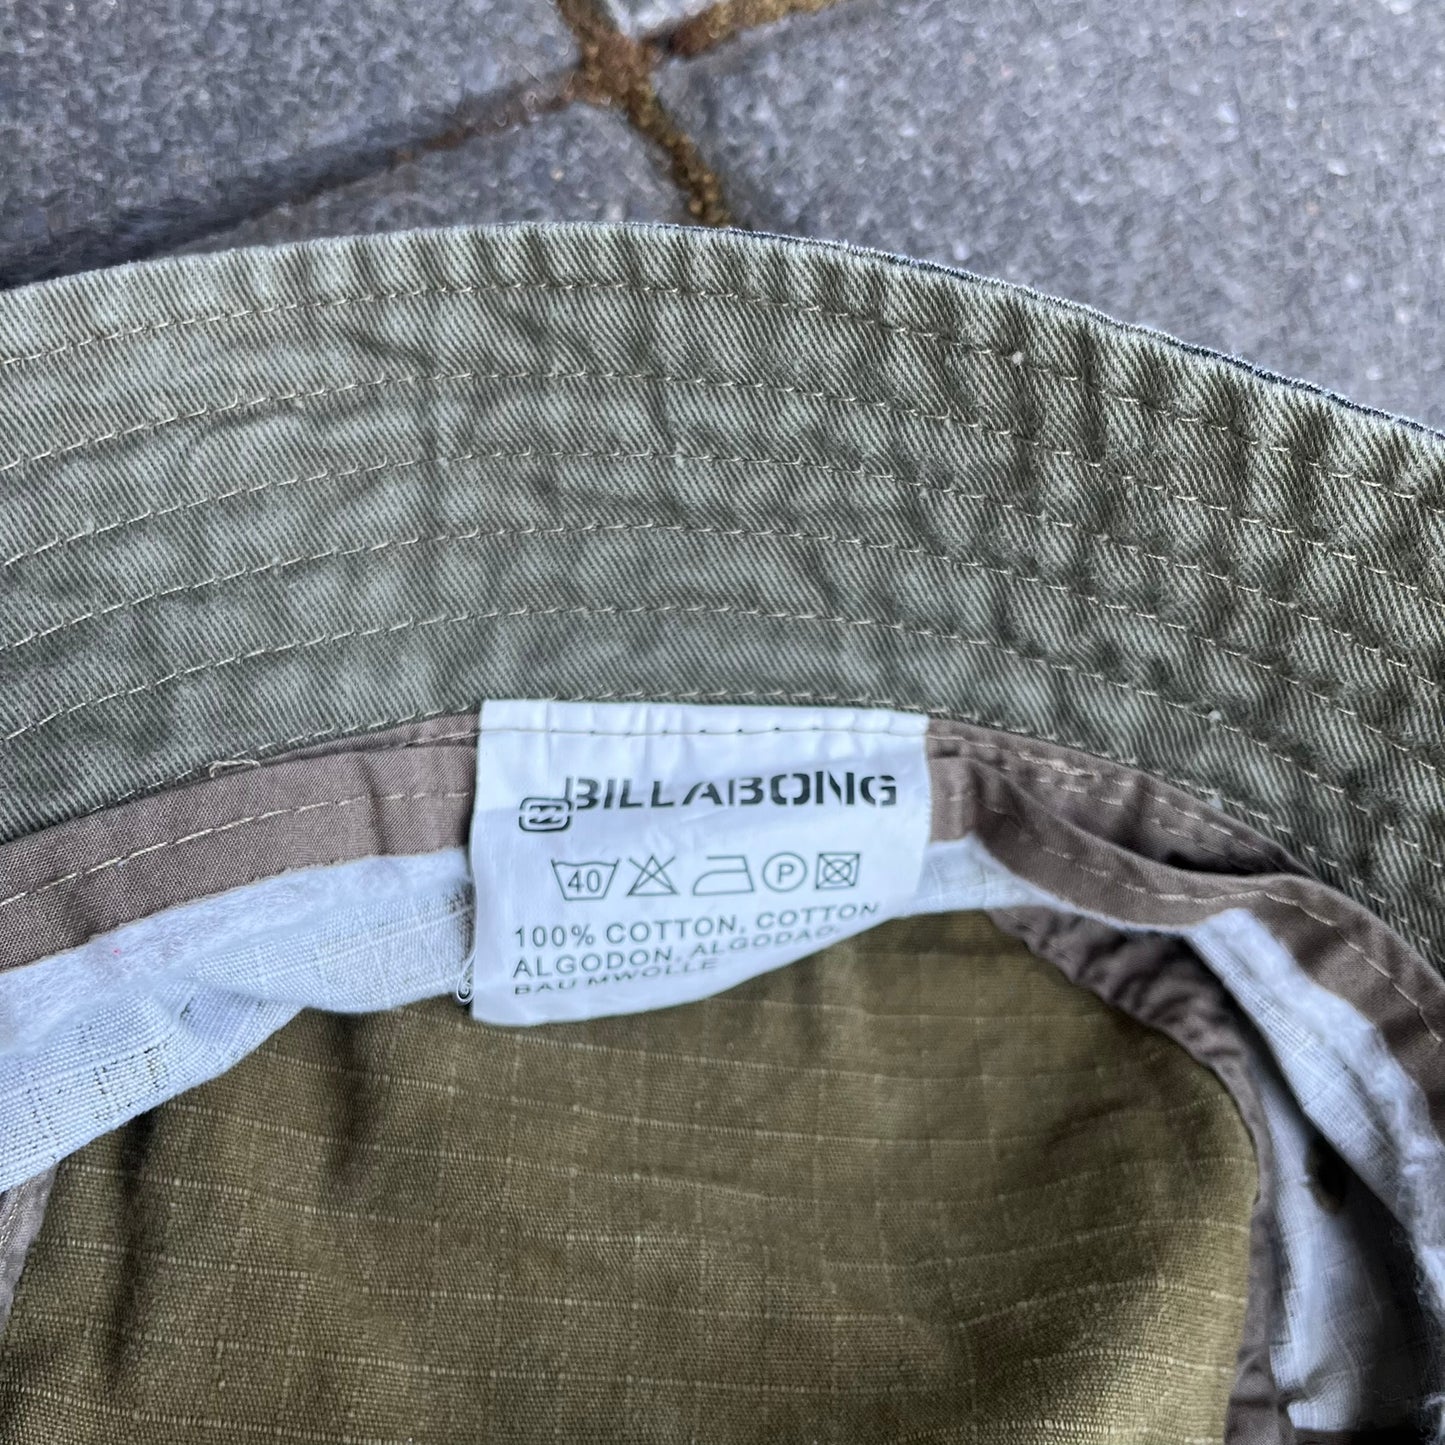 BILLABONG
40 P
100% COTTON, COTTON
ALGODON, ALGODAO,
BAU MWOLLE